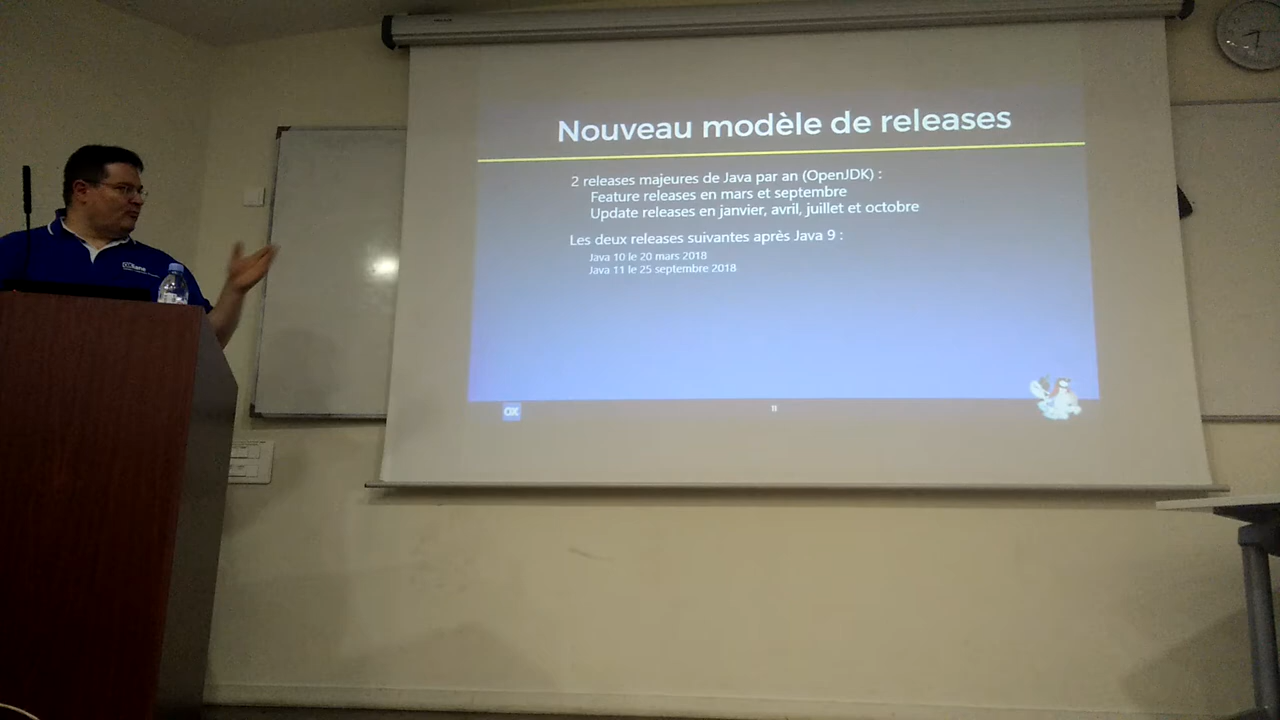 Nouveau modèle de releases
2 releases majeures de Java par an (OpenJDK) :
Feature releases en mars et septembre
Update releases en janvier, avril, juillet et octobre
Les deux releases suivantes après Java 9 :
Java 10 le 20 mars 2018
Java 11 le 25 septembre 2018
OX
11